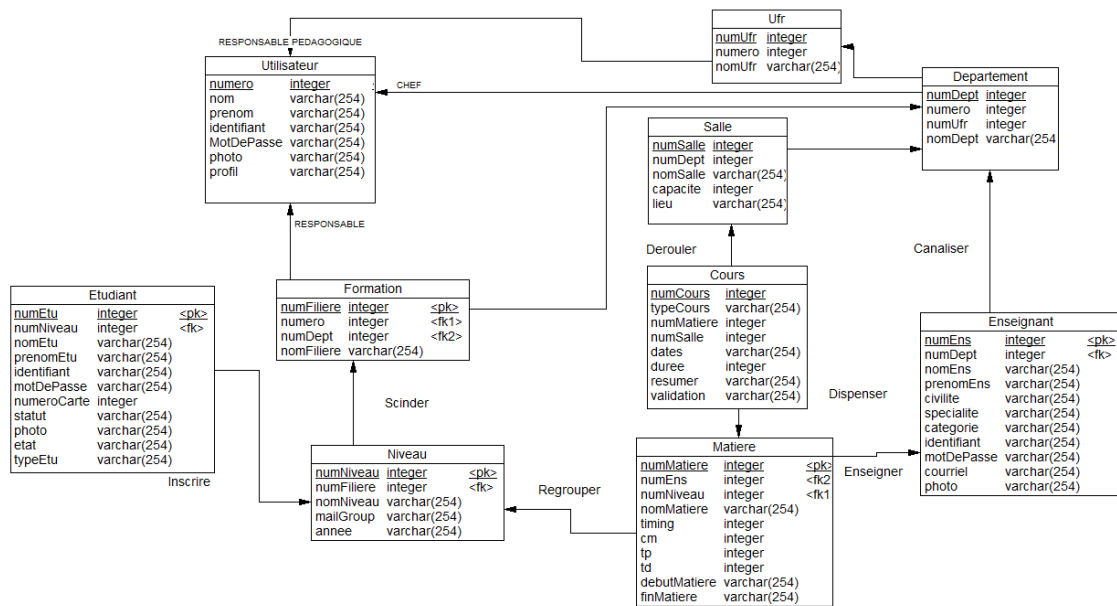 Ufr
numUfr integer
numero integer
nomUfr varchar(254)
RESPONSABLE PEDAGOGIQUE
Utilisateur
numero integer
nom varchar(254)
prenom varchar(254)
identifiant varchar(254)
MotDePasse varchar(254)
photo varchar(254)
profil varchar(254)
CHEF
Departement
numDept integer
numero integer
numUfr integer
nomDept varchar(254
Salle
numSalle integer
numDept integer
nomSalle varchar(254)
capacite integer
lieu varchar(254)
RESPONSABLE
Derouler
Canaliser
Etudiant
numEtu integer <pk>
numNiveau integer <fk>
nomEtu varchar(254)
prenomEtu varchar(254)
identifiant varchar(254)
motDePasse varchar(254)
numeroCarte integer
statut varchar(254)
photo varchar(254)
etat varchar(254)
typeEtu varchar(254)
Inscrire
Formation
numFiliere integer <pk>
numero integer <fk1>
numDept integer <fk2>
nomFiliere varchar(254)
Scinder
Cours
numCours integer
typeCours varchar(254)
numMatiere integer
numSalle integer
dates varchar(254)
duree integer
resumer varchar(254)
validation varchar(254)
Dispenser
Enseignant
numEns integer <pk>
numDept integer <fk>
nomEns varchar(254)
prenomEns varchar(254)
civilite varchar(254)
specialite varchar(254)
categorie varchar(254)
identifiant varchar(254)
motDePasse varchar(254)
courriel varchar(254)
photo varchar(254)
Niveau
numNiveau integer <pk>
numFiliere integer <fk>
nomNiveau varchar(254)
mailGroup varchar(254)
annee varchar(254)
Regrouper
Matiere
numMatiere integer <pk>
numEns integer <fk2
numNiveau integer <fk1
nomMatiere varchar(254)
timing integer
cm integer
tp integer
td integer
debutMatiere varchar(254)
finMatiere varchar(254)
Enseigner